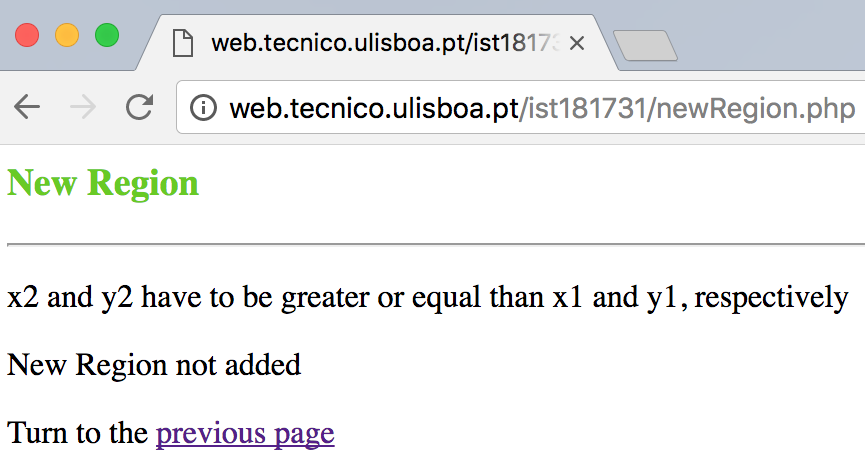 web.tecnico.ulisboa.pt/ist18173
web.tecnico.ulisboa.pt/ist181731/newRegion.php
New Region
x2 and y2 have to be greater or equal than x1 and y1, respectively
New Region not added
Turn to the previous page